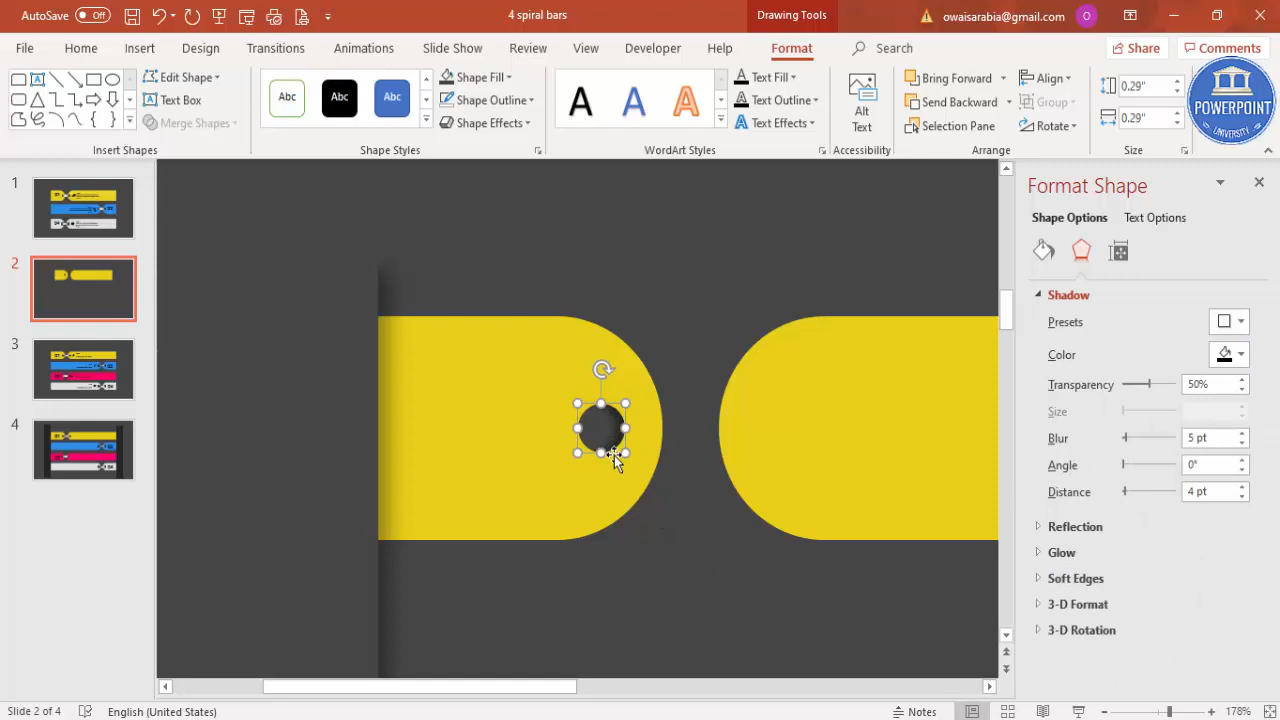 AutoSave Off 4 spiral bars Drawing Tools owaisarabia@gmail.com O
File Home Insert Design Transitions Animations Slide Show Review View Developer Help Format Search Share Comments
Edit Shape
Text Box
Merge Shapes
Insert Shapes
Abc Abc Abc
Shape Fill
Shape Outline
Shape Effects
Shape Styles
A A A
Text Fill
Text Outline
Text Effects
WordArt Styles
Alt
Text
Accessibility
Bring Forward
Send Backward
Selection Pane
Align
Group
Rotate
Arrange
0.29"
0.29"
Size
POWERPOINT
UNIVERSITY
1
2
3
4
Format Shape
Shape Options Text Options
Shadow
Presets
Color
Transparency 50%
Size
Blur 5 pt
Angle 0°
Distance 4 pt
Reflection
Glow
Soft Edges
3-D Format
3-D Rotation
Slide 2 of 4 English (United States) Notes 178%